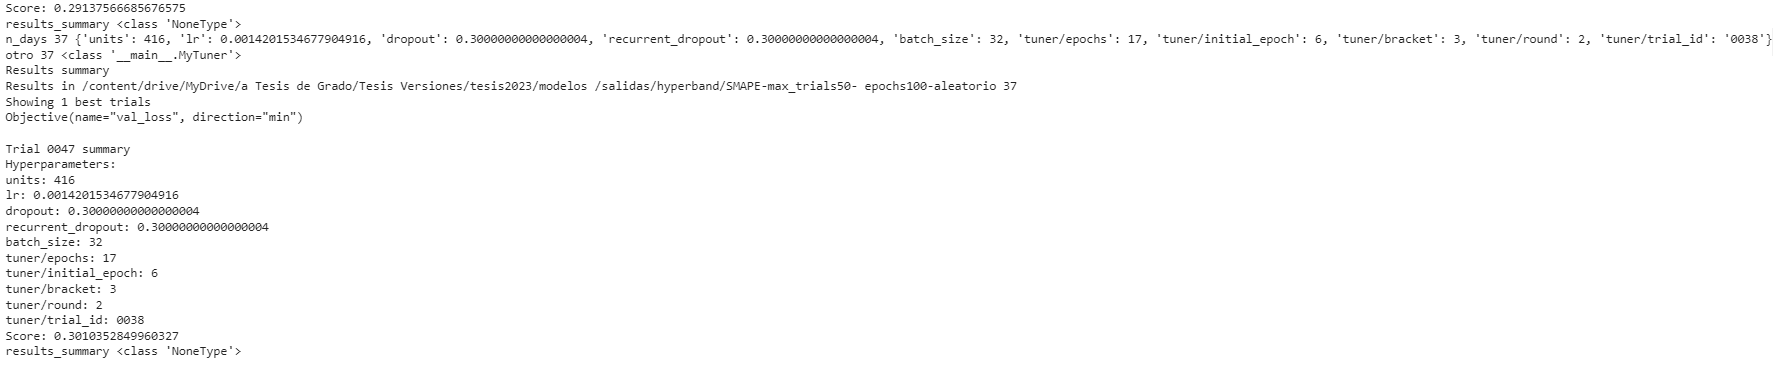 Score: 0.29137566685676575
results_summary <class 'NoneType'>
n_days 37 {'units': 416, 'lr': 0.0014201534677904916, 'dropout': 0.30000000000000004, 'recurrent_dropout': 0.30000000000000004, 'batch_size': 32, 'tuner/epochs': 17, 'tuner/initial_epoch': 6, 'tuner/bracket': 3, 'tuner/round': 2, 'tuner/trial_id': '0038'}
otro 37 <class '__main__.MyTuner'>
Results summary
Results in /content/drive/MyDrive/a Tesis de Grado/Tesis Versiones/tesis2023/modelos /salidas/hyperband/SMAPE-max_trials50- epochs100-aleatorio 37
Showing 1 best trials
Objective(name="val_loss", direction="min")

Trial 0047 summary
Hyperparameters:
units: 416
lr: 0.0014201534677904916
dropout: 0.30000000000000004
recurrent_dropout: 0.30000000000000004
batch_size: 32
tuner/epochs: 17
tuner/initial_epoch: 6
tuner/bracket: 3
tuner/round: 2
tuner/trial_id: 0038
Score: 0.3010352849960327
results_summary <class 'NoneType'>